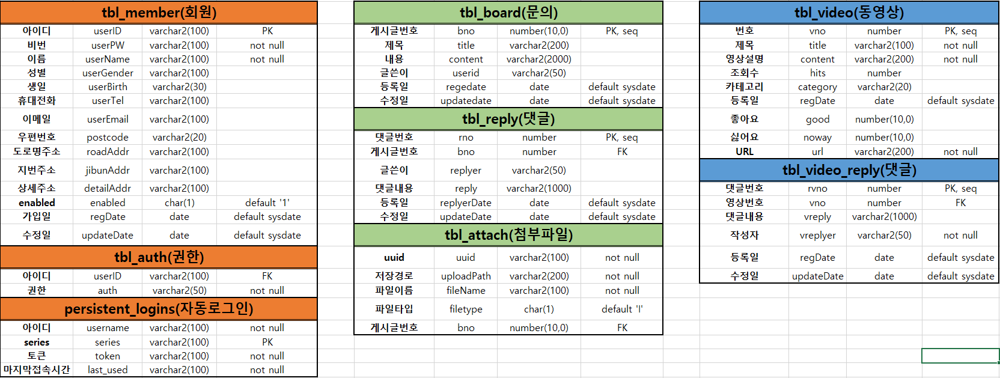 tbl_member(회원)
아이디 userID varchar2(100) PK
비번 userPW varchar2(100) not null
이름 userName varchar2(100) not null
성별 userGender varchar2(100)
생일 userBirth varchar2(30)
휴대전화 userTel varchar2(100)
이메일 userEmail varchar2(100)
우편번호 postcode varchar2(20)
도로명주소 roadAddr varchar2(100)
지번주소 jibunAddr varchar2(100)
상세주소 detailAddr varchar2(100)
enabled enabled char(1) default '1'
가입일 regDate date default sysdate
수정일 updateDate date default sysdate
tbl_auth(권한)
아이디 userID varchar2(100) FK
권한 auth varchar2(50) not null
persistent_logins(자동로그인)
아이디 username varchar2(100) not null
series series varchar2(100) PK
토큰 token varchar2(100) not null
마지막접속시간 last_used varchar2(100) not null
tbl_board(문의)
게시글번호 bno number(10,0) PK, seq
제목 title varchar2(200)
내용 content varchar2(2000)
글쓴이 userid varchar2(50)
등록일 regedate date default sysdate
수정일 updatedate date default sysdate
tbl_reply(댓글)
댓글번호 rno number PK, seq
게시글번호 bno number FK
글쓴이 replyer varchar2(50)
댓글내용 reply varchar2(1000)
등록일 replyerDate date default sysdate
수정일 updateDate date default sysdate
tbl_attach(첨부파일)
uuid uuid varchar2(100) not null
저장경로 uploadPath varchar2(200) not null
파일이름 fileName varchar2(100) not null
파일타입 filetype char(1) default 'I'
게시글번호 bno number(10,0) FK
tbl_video(동영상)
번호 vno number PK, seq
제목 title varchar2(100) not null
영상설명 content varchar2(200) not null
조회수 hits number
카테고리 category varchar2(20)
등록일 regDate date default sysdate
좋아요 good number(10,0)
싫어요 noway number(10,0)
URL url varchar2(200) not null
tbl_video_reply(댓글)
댓글번호 rvno number PK, seq
영상번호 vno number FK
댓글내용 vreply varchar2(1000)
작성자 vreplyer varchar2(50) not null
등록일 regDate date default sysdate
수정일 updateDate date default sysdate